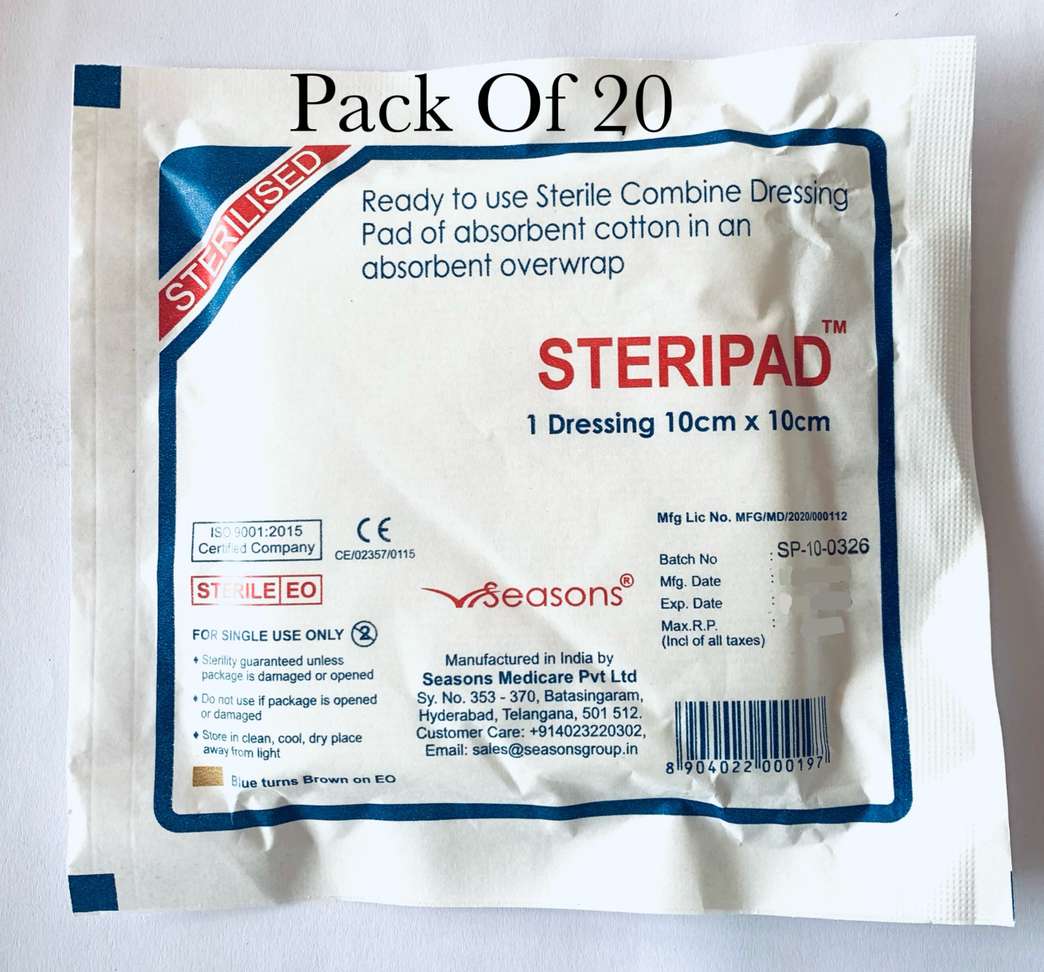 Pack Of 20
STERILISED
Ready to use Sterile Combine Dressing
Pad of absorbent cotton in an
absorbent overwrap
STERIPAD™
1 Dressing 10cm x 10cm
ISO 9001:2015
Certified Company
CE
CE/02357/0115
STERILE EO
FOR SINGLE USE ONLY 2
♦ Sterility guaranteed unless
package is damaged or opened
♦ Do not use if package is opened
or damaged
♦ Store in clean, cool, dry place
away from light
Blue turns Brown on EO
Seasons®
Manufactured in India by
Seasons Medicare Pvt Ltd
Sy. No. 353 - 370, Batasingaram,
Hyderabad, Telangana, 501 512.
Customer Care: +914023220302,
Email: sales@seasonsgroup.in
Mfg Lic No. MFG/MD/2020/000112
Batch No : SP-10-0326
Mfg. Date :
Exp. Date :
Max.R.P. :
(Incl of all taxes)
8 904022 000197